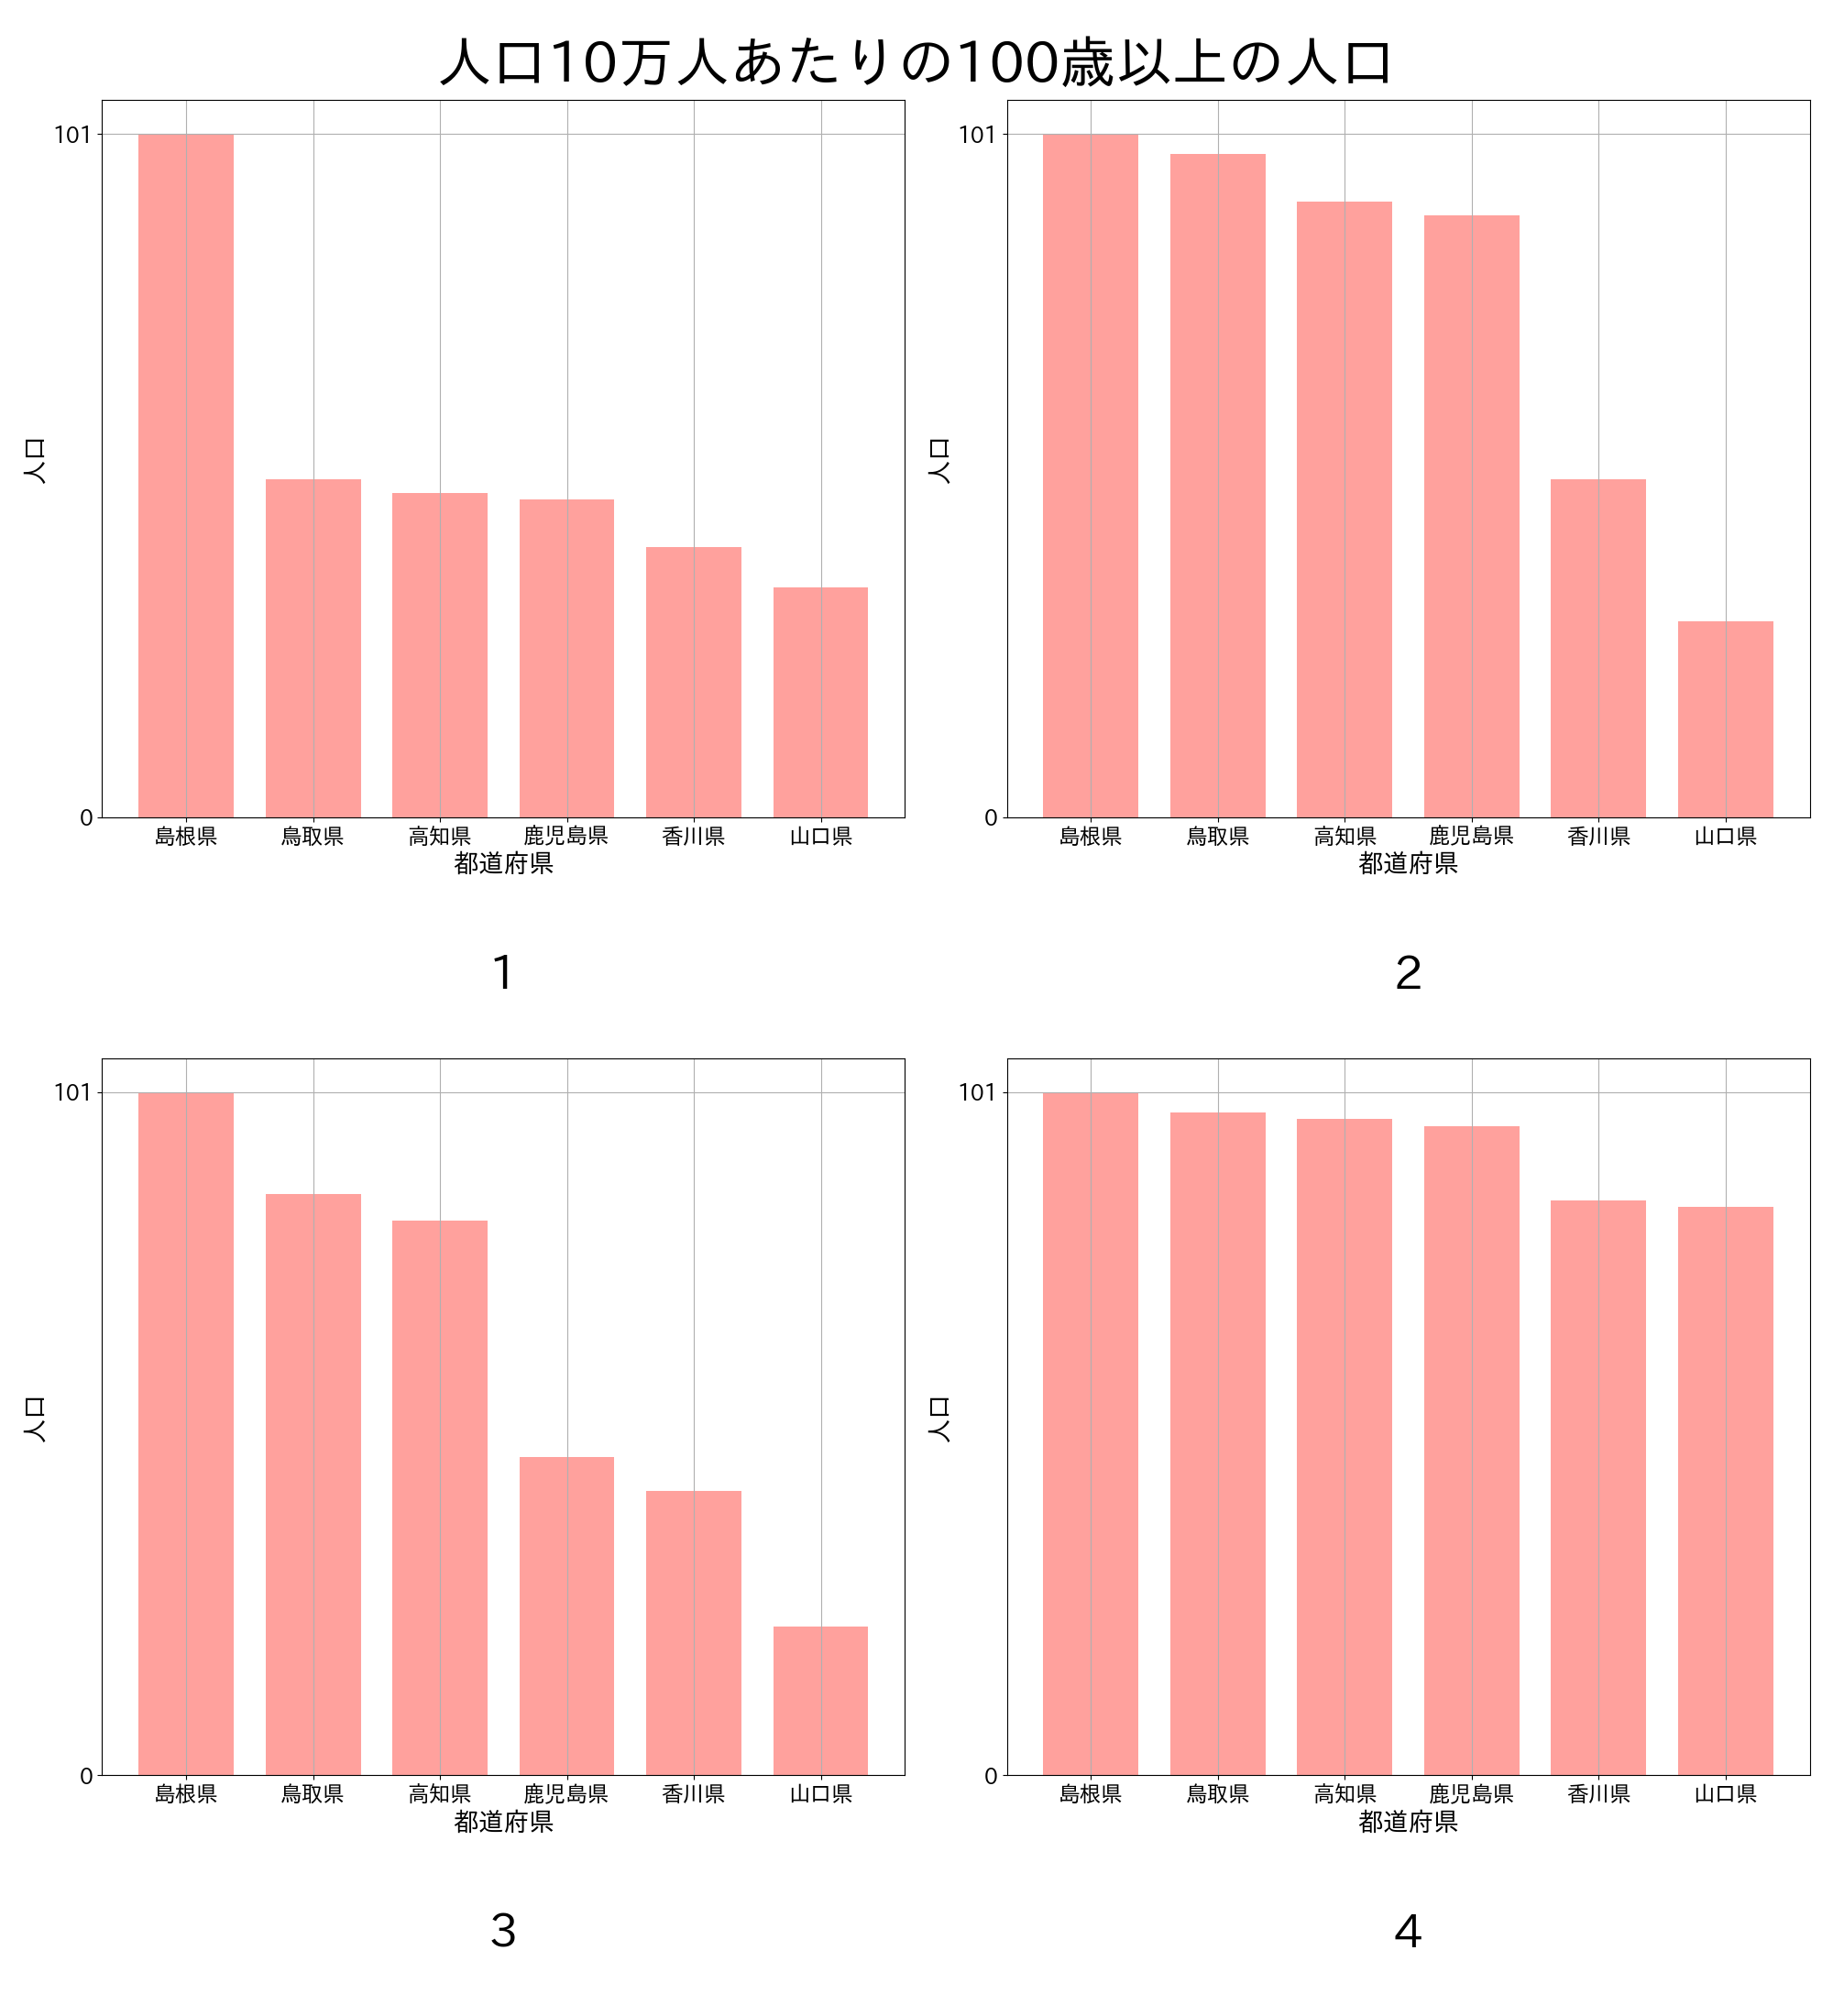 人口10万人あたりの100歳以上の人口
101
人口
0
島根県 鳥取県 高知県 鹿児島県 香川県 山口県
都道府県
1
101
人口
0
島根県 鳥取県 高知県 鹿児島県 香川県 山口県
都道府県
2
101
人口
0
島根県 鳥取県 高知県 鹿児島県 香川県 山口県
都道府県
3
101
人口
0
島根県 鳥取県 高知県 鹿児島県 香川県 山口県
都道府県
4